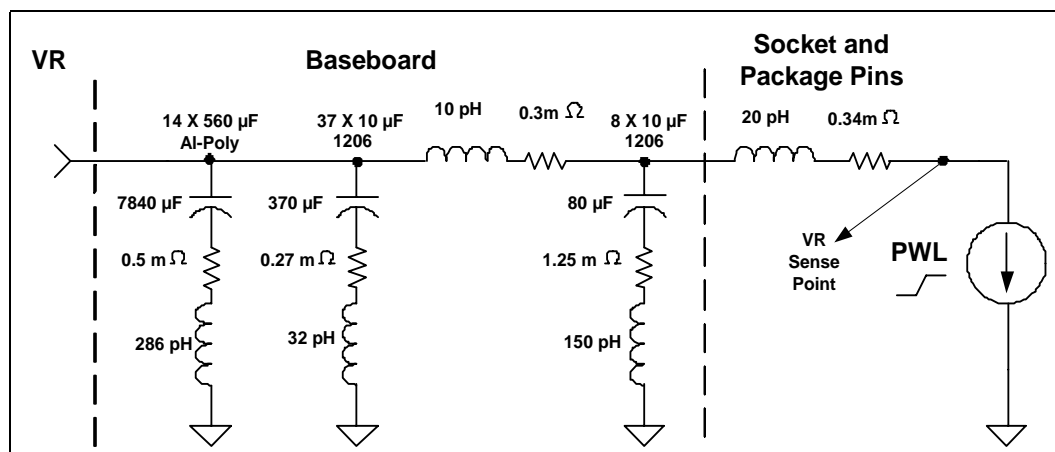 VR
Baseboard
Socket and
Package Pins
10 pH
0.3m Ω
20 pH
0.34m Ω
14 X 560 µF
Al-Poly
37 X 10 µF
1206
8 X 10 µF
1206
7840 µF
370 µF
80 µF
0.5 m Ω
0.27 m Ω
1.25 m Ω
VR
Sense
Point
PWL
286 pH
32 pH
150 pH